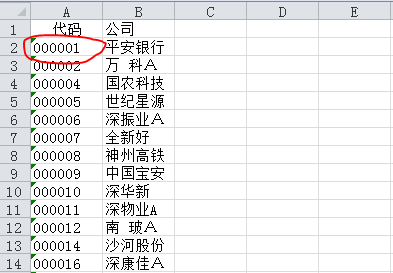 A B C D E
1 代码 公司
2 000001 平安银行
3 000002 万 科A
4 000004 国农科技
5 000005 世纪星源
6 000006 深振业A
7 000007 全新好
8 000008 神州高铁
9 000009 中国宝安
10 000010 深华新
11 000011 深物业A
12 000012 南 玻A
13 000014 沙河股份
14 000016 深康佳A